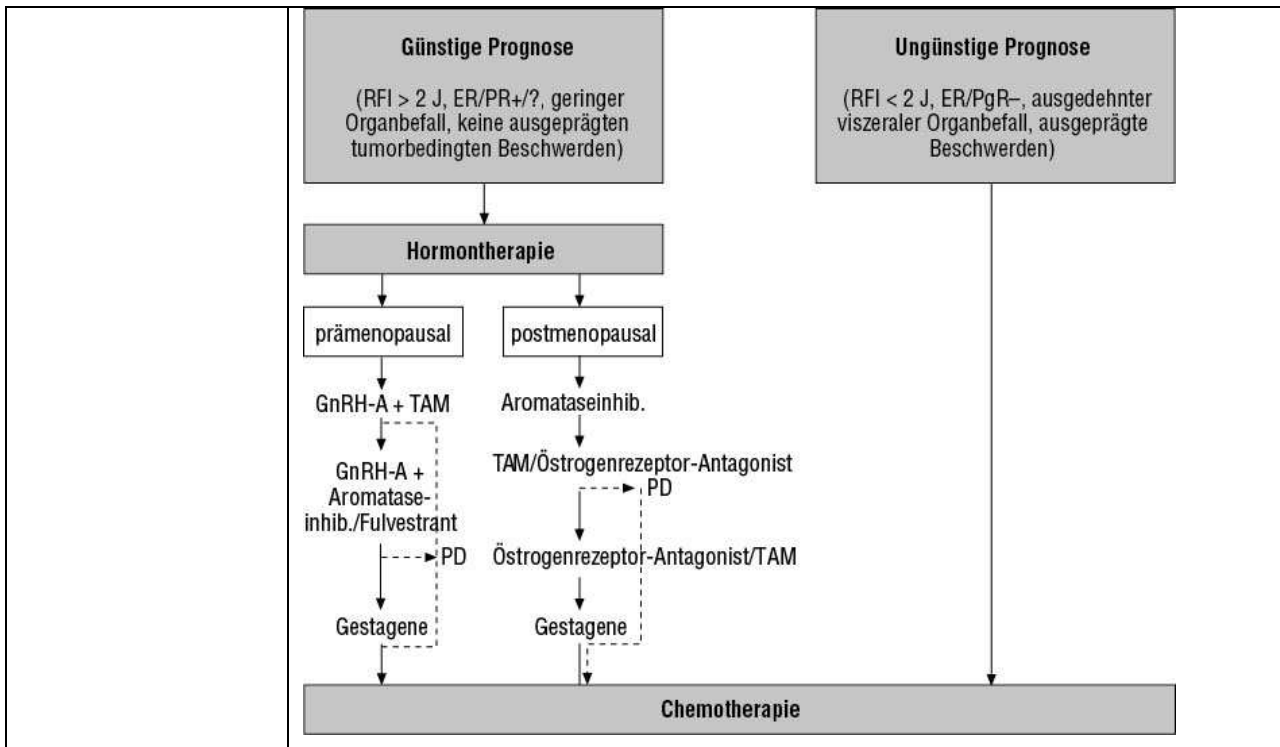 Günstige Prognose
(RFI > 2 J, ER/PR+/?, geringer
Organbefall, keine ausgeprägten
tumorbedingten Beschwerden)
Ungünstige Prognose
(RFI < 2 J, ER/PgR–, ausgedehnter
viszeraler Organbefall, ausgeprägte
Beschwerden)
Hormontherapie
prämenopausal
postmenopausal
GnRH-A + TAM
GnRH-A +
Aromatase-
inhib./Fulvestrant
PD
Gestagene
Aromataseinhib.
TAM/Östrogenrezeptor-Antagonist
PD
Östrogenrezeptor-Antagonist/TAM
Gestagene
Chemotherapie